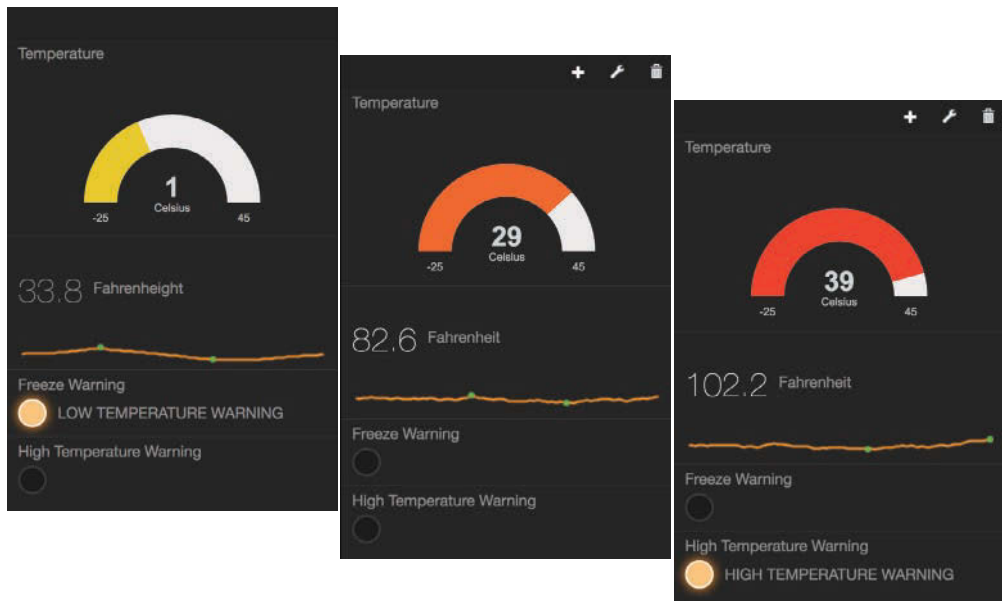 Temperature
1
Celsius
-25 45
33.8 Fahrenheight
Freeze Warning
LOW TEMPERATURE WARNING
High Temperature Warning
Temperature
29
Celsius
-25 45
82.6 Fahrenheit
Freeze Warning
High Temperature Warning
Temperature
39
Celsius
-25 45
102.2 Fahrenheit
Freeze Warning
High Temperature Warning
HIGH TEMPERATURE WARNING